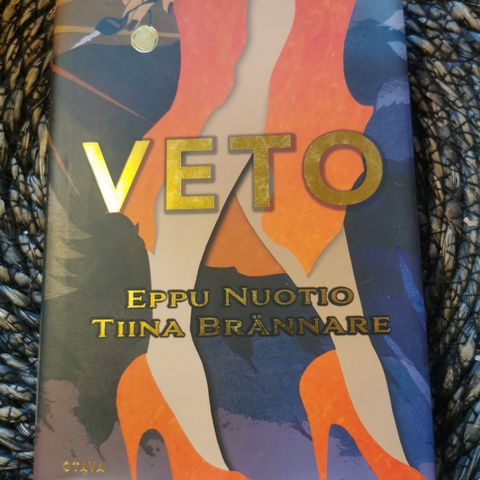 VETO
EPPU NUOTIO
TIINA BRÄNNARE
OTAVA